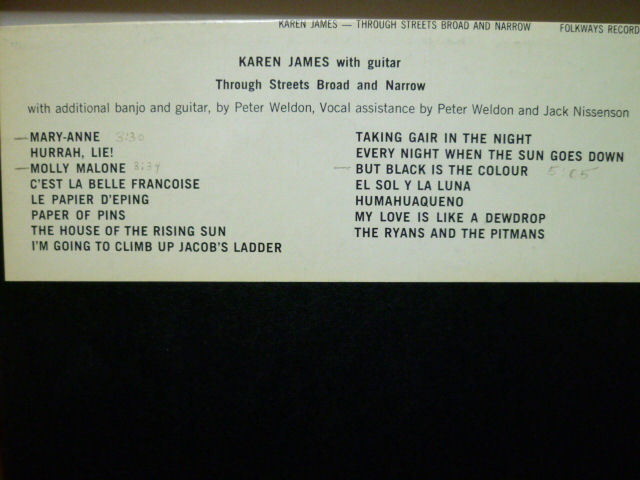 KAREN JAMES — THROUGH STREETS BROAD AND NARROW FOLKWAYS RECORD
KAREN JAMES with guitar
Through Streets Broad and Narrow
with additional banjo and guitar, by Peter Weldon, Vocal assistance by Peter Weldon and Jack Nissenson
— MARY-ANNE 3:30
HURRAH, LIE!
— MOLLY MALONE 3:34
C'EST LA BELLE FRANCOISE
LE PAPIER D'EPING
PAPER OF PINS
THE HOUSE OF THE RISING SUN
I'M GOING TO CLIMB UP JACOB'S LADDER
TAKING GAIR IN THE NIGHT
EVERY NIGHT WHEN THE SUN GOES DOWN
— BUT BLACK IS THE COLOUR 5:05
EL SOL Y LA LUNA
HUMAHUAQUENO
MY LOVE IS LIKE A DEWDROP
THE RYANS AND THE PITMANS